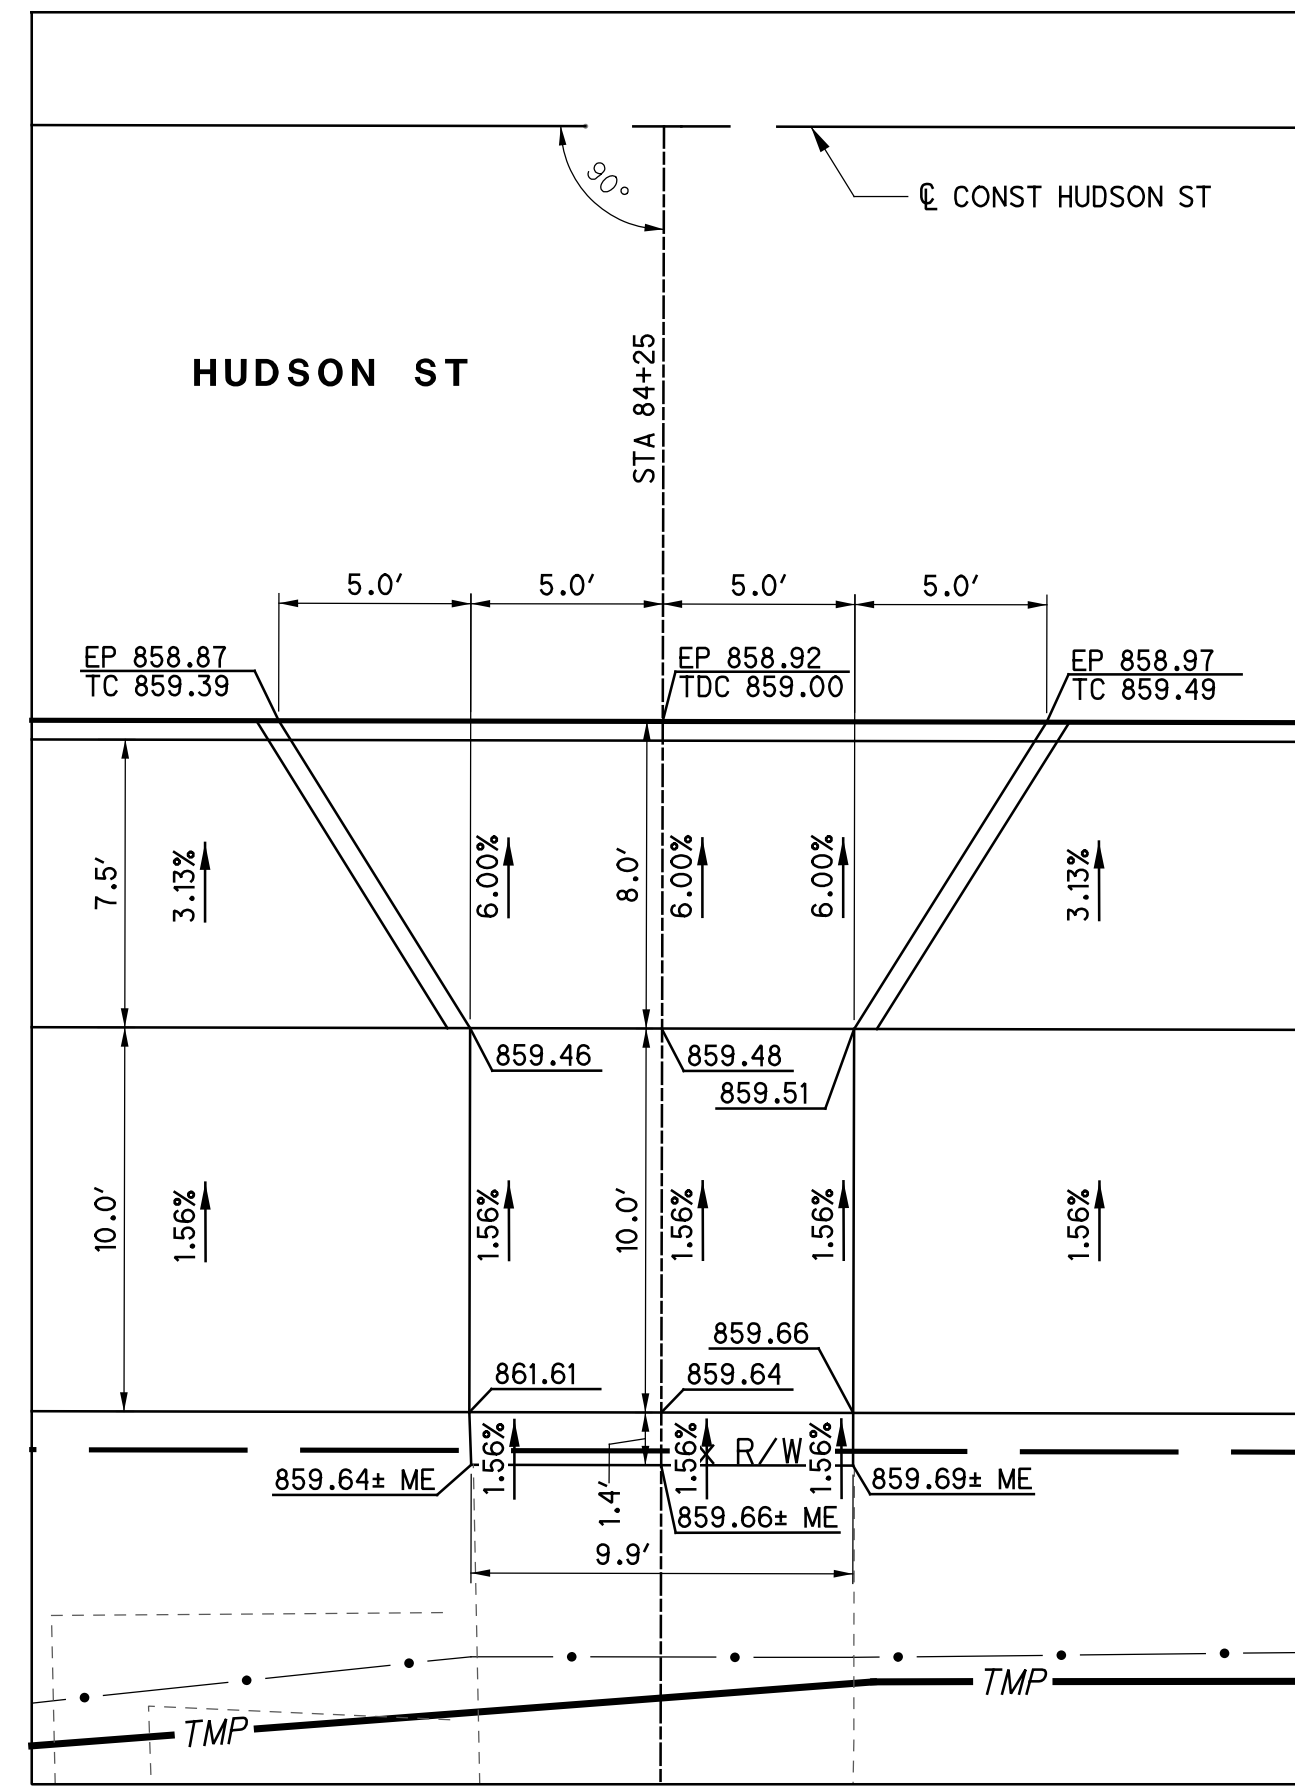 90°
℄ CONST HUDSON ST
HUDSON ST
STA 84+25
5.0′
5.0′
5.0′
5.0′
EP 858.87
TC 859.39
EP 858.92
TDC 859.00
EP 858.97
TC 859.49
7.5′
3.13%
6.00%
8.0′
6.00%
6.00%
3.13%
859.46
859.48
859.51
10.0′
1.56%
1.56%
10.0′
1.56%
1.56%
1.56%
859.66
861.61
859.64
1.56%
1.56%
X R/W
1.56%
859.64± ME
859.69± ME
1.4′
859.66± ME
9.9′
TMP
TMP